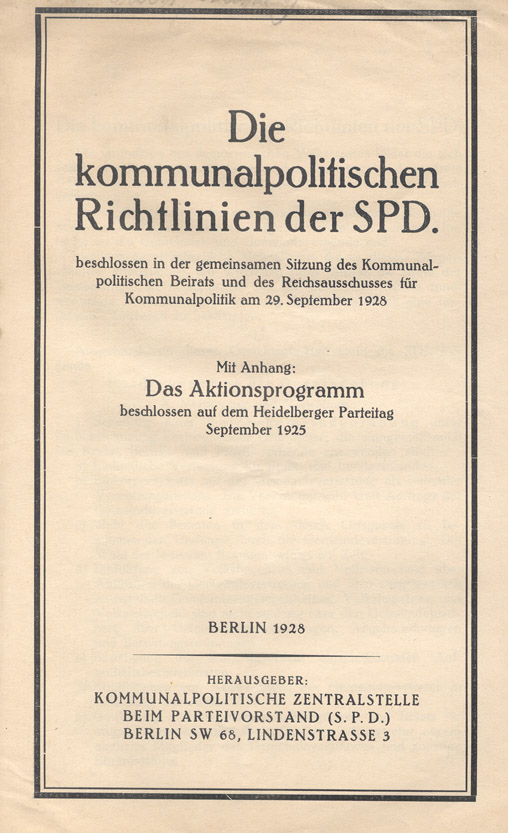 Die
kommunalpolitischen
Richtlinien der SPD.
beschlossen in der gemeinsamen Sitzung des Kommunal-
politischen Beirats und des Reichsausschusses für
Kommunalpolitik am 29. September 1928
Mit Anhang:
Das Aktionsprogramm
beschlossen auf dem Heidelberger Parteitag
September 1925
BERLIN 1928
HERAUSGEBER:
KOMMUNALPOLITISCHE ZENTRALSTELLE
BEIM PARTEIVORSTAND (S. P. D.)
BERLIN SW 68, LINDENSTRASSE 3